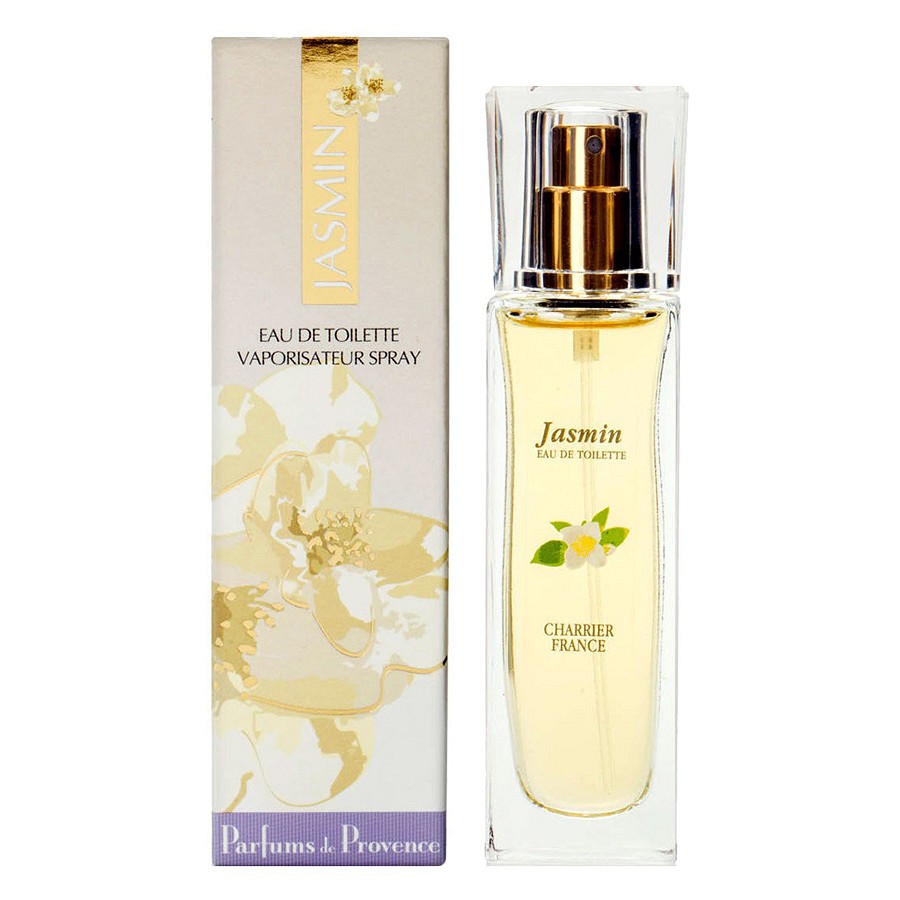 JASMIN
EAU DE TOILETTE
VAPORISATEUR SPRAY
Parfums de Provence
Jasmin
EAU DE TOILETTE
CHARRIER
FRANCE